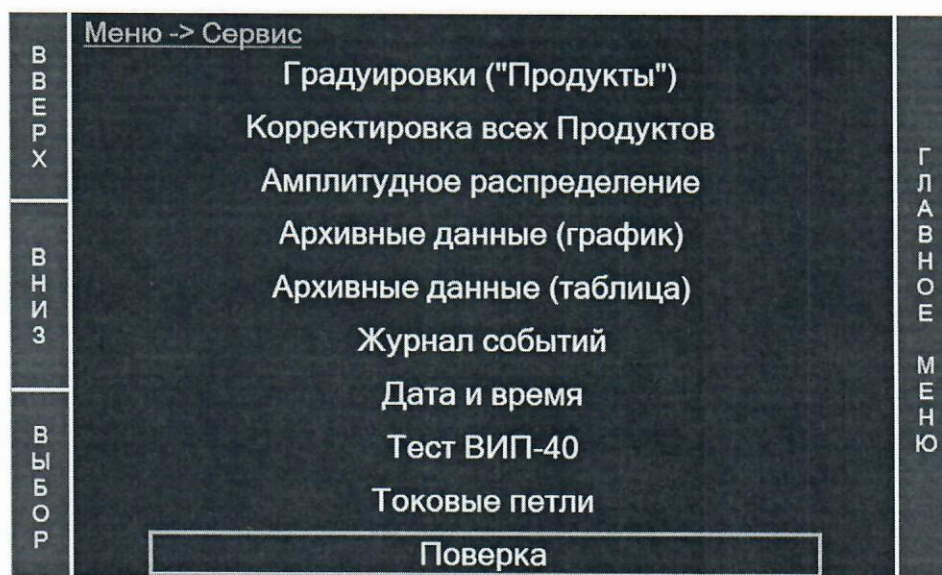 Меню -> Сервис
ВВЕРХ
ВНИЗ
ВЫБОР
Градуировки ("Продукты")
Корректировка всех Продуктов
Амплитудное распределение
Архивные данные (график)
Архивные данные (таблица)
Журнал событий
Дата и время
Тест ВИП-40
Токовые петли
Поверка
ГЛАВНОЕ МЕНЮ